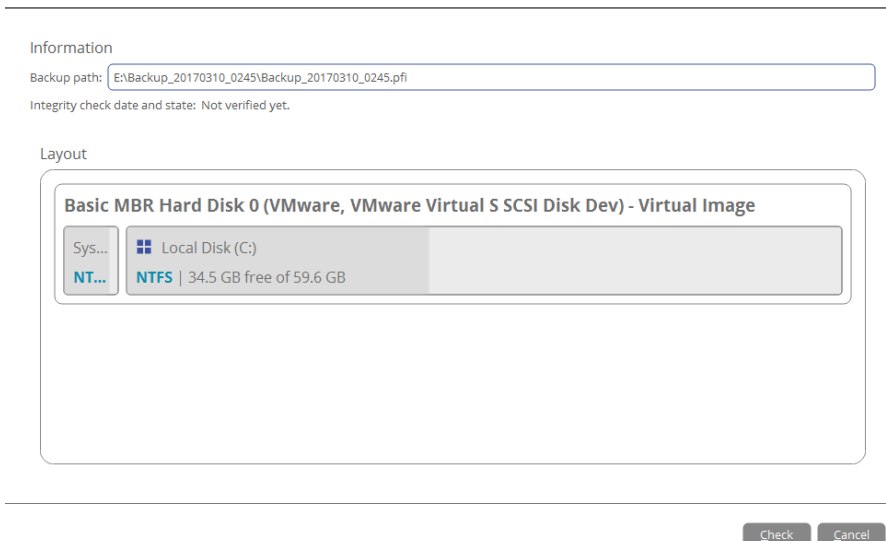 Information
Backup path: E:\Backup_20170310_0245\Backup_20170310_0245.pfi
Integrity check date and state: Not verified yet.
Layout
Basic MBR Hard Disk 0 (VMware, VMware Virtual S SCSI Disk Dev) - Virtual Image
Sys... Local Disk (C:)
NT... NTFS | 34.5 GB free of 59.6 GB
Check Cancel